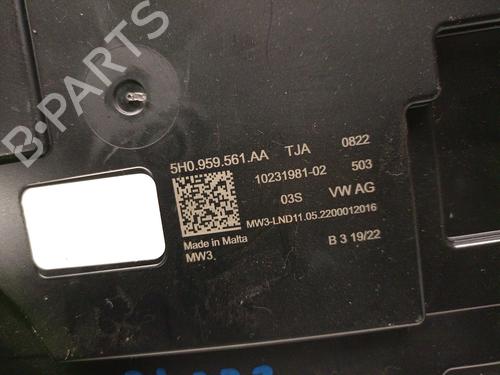 B-PARTS
5H0.959.561.AA TJA 0822
10231981-02 503
03S VW AG
MW3-LND11.05.2200012016
Made in Malta B 3 19/22
MW3